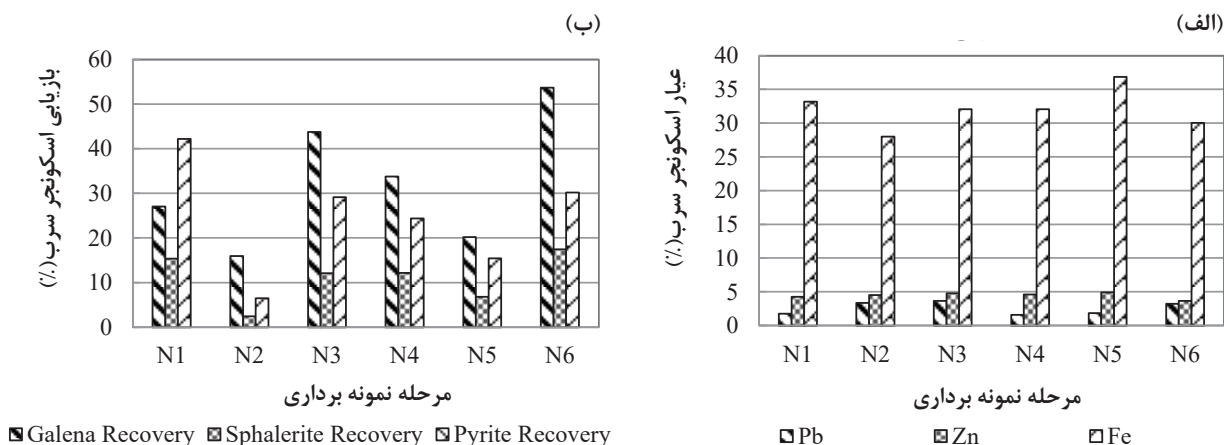 (الف)
عیار اسکونجر سرب(٪)
40
35
30
25
20
15
10
5
0
N1 N2 N3 N4 N5 N6
مرحله نمونه برداری
Pb Zn Fe
(ب)
بازیابی اسکونجر سرب(٪)
60
50
40
30
20
10
0
N1 N2 N3 N4 N5 N6
مرحله نمونه برداری
Galena Recovery Sphalerite Recovery Pyrite Recovery